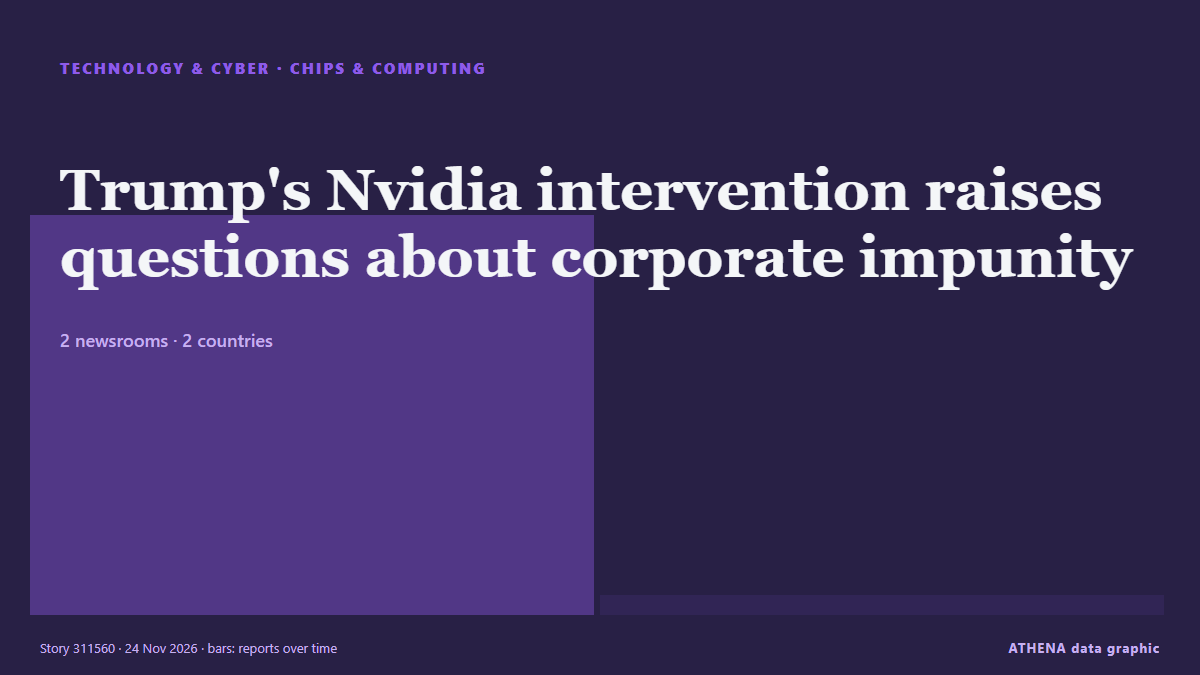 TECHNOLOGY & CYBER · CHIPS & COMPUTING
Trump's Nvidia intervention raises
questions about corporate impunity
2 newsrooms · 2 countries
Story 311560 · 24 Nov 2026 · bars: reports over time
ATHENA data graphic